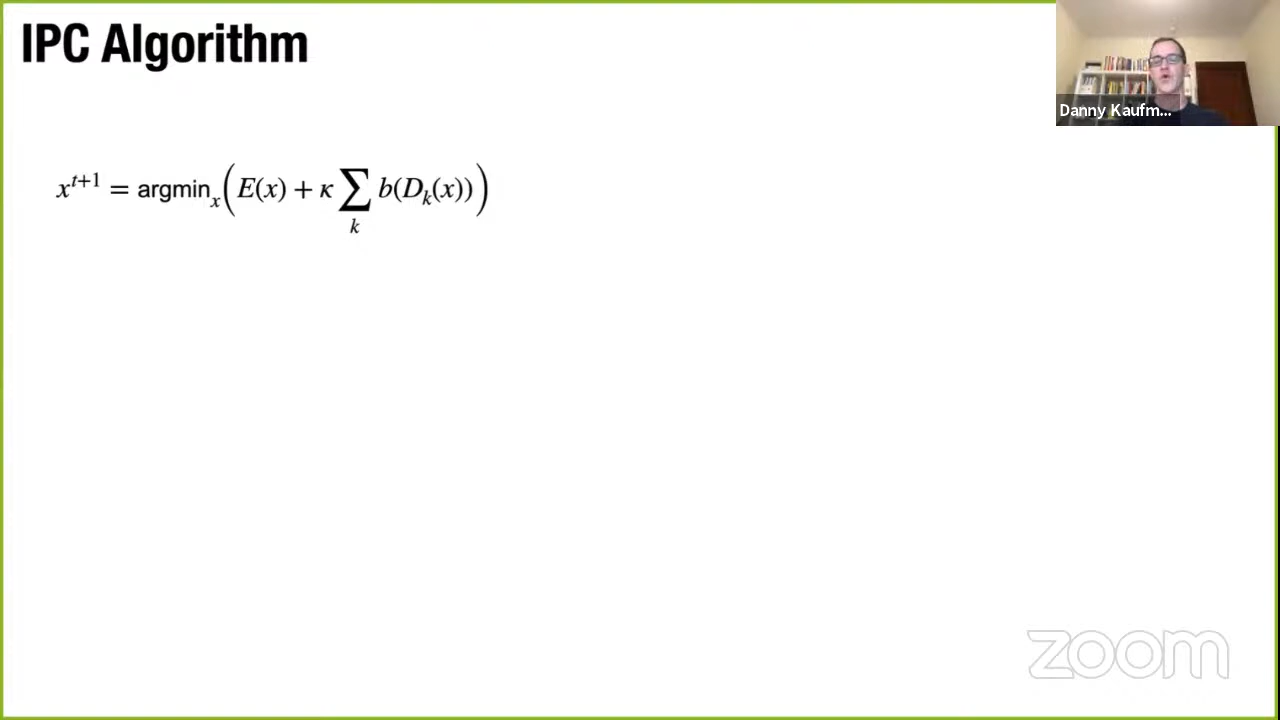 IPC Algorithm
Danny Kaufm...
x^{t+1} = argmin_x(E(x) + κ∑_k b(D_k(x)))
zoom